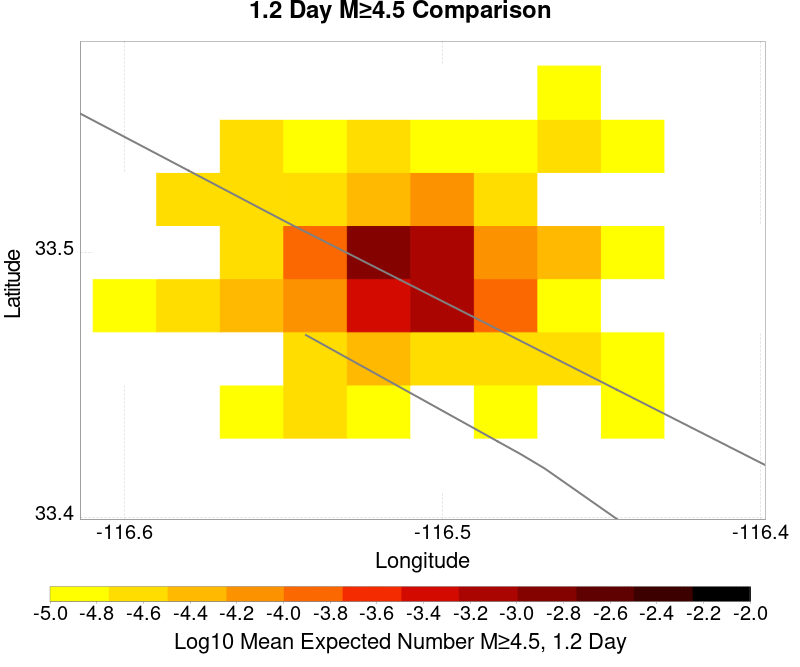 1.2 Day M≥4.5 Comparison
Latitude
33.5
33.4
-116.6 -116.5 -116.4
Longitude
-5.0 -4.8 -4.6 -4.4 -4.2 -4.0 -3.8 -3.6 -3.4 -3.2 -3.0 -2.8 -2.6 -2.4 -2.2 -2.0
Log10 Mean Expected Number M≥4.5, 1.2 Day